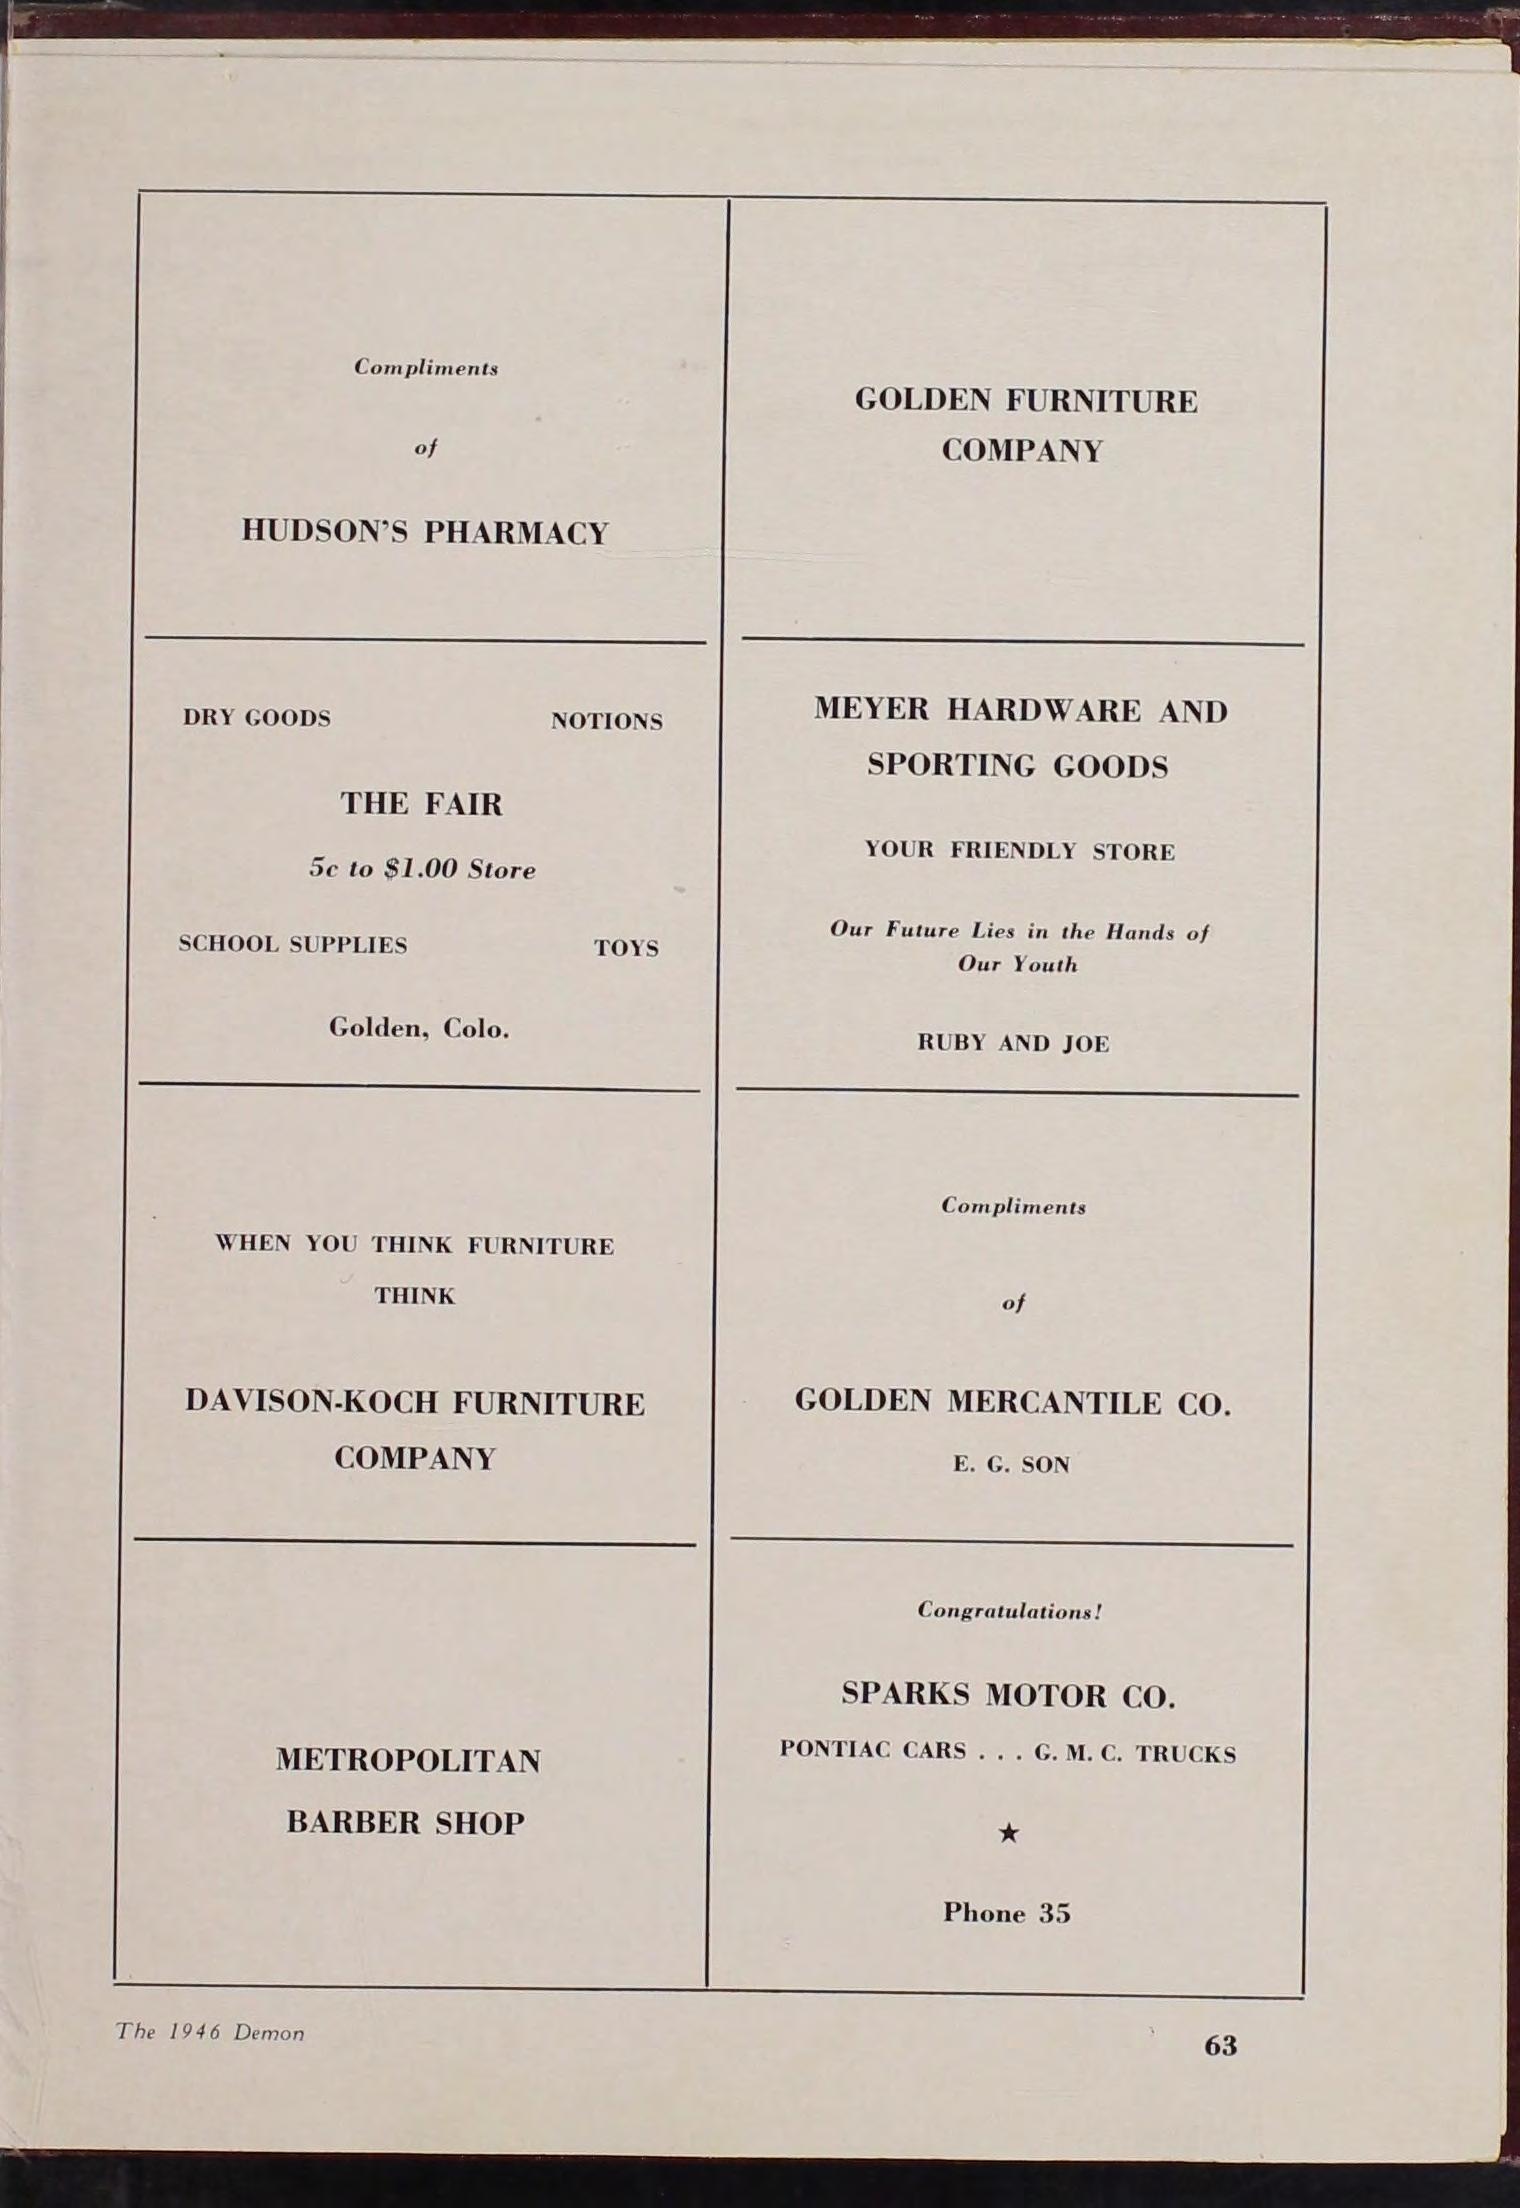 Compliments
of
HUDSON'S PHARMACY
DRY GOODS NOTIONS
THE FAIR
5c to $1.00 Store
SCHOOL SUPPLIES TOYS
Golden, Colo.
WHEN YOU THINK FURNITURE
THINK
DAVISON-KOCH FURNITURE
COMPANY
METROPOLITAN
BARBER SHOP
GOLDEN FURNITURE
COMPANY
MEYER HARDWARE AND
SPORTING GOODS
YOUR FRIENDLY STORE
Our Future Lies in the Hands of
Our Youth
RUBY AND JOE
Compliments
of
GOLDEN MERCANTILE CO.
E. G. SON
Congratulations!
SPARKS MOTOR CO.
PONTIAC CARS . . . G. M. C. TRUCKS
★
Phone 35
The 1946 Demon
63